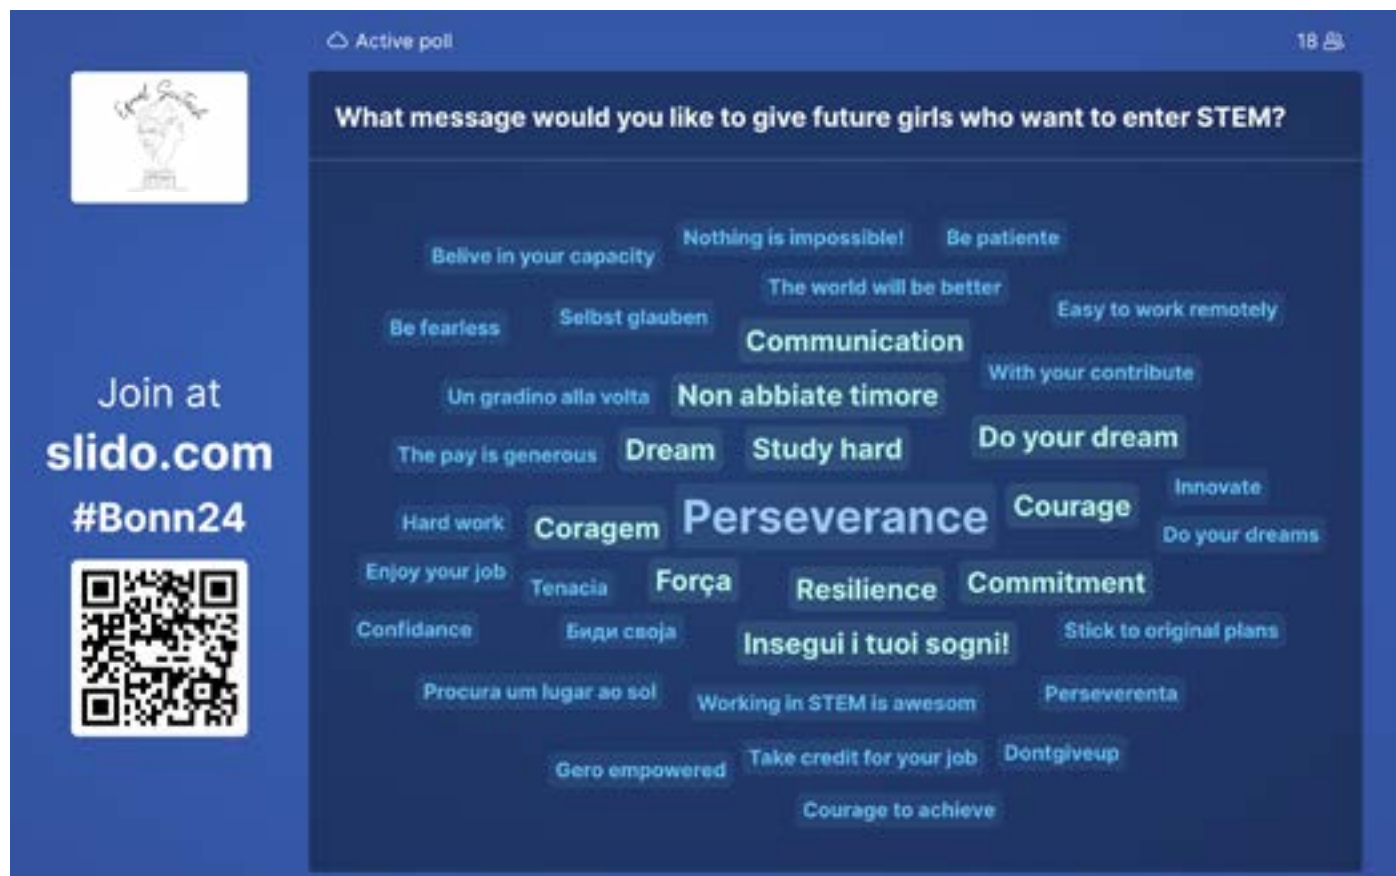 Active poll
18
What message would you like to give future girls who want to enter STEM?
Join at
slido.com
#Bonn24
Nothing is impossible!
Be patiente
Belive in your capacity
The world will be better
Easy to work remotely
Selbst glauben
Be fearless
Communication
With your contribute
Un gradino alla volta
Non abbiate timore
Do your dream
The pay is generous
Dream
Study hard
Innovate
Perseverance
Courage
Hard work
Coragem
Do your dreams
Enjoy your job
Tenacia
Força
Resilience
Commitment
Confidance
Биди своја
Insegui i tuoi sogni!
Stick to original plans
Procura um lugar ao sol
Working in STEM is awesom
Perseverenta
Gero empowered
Take credit for your job
Dontgiveup
Courage to achieve